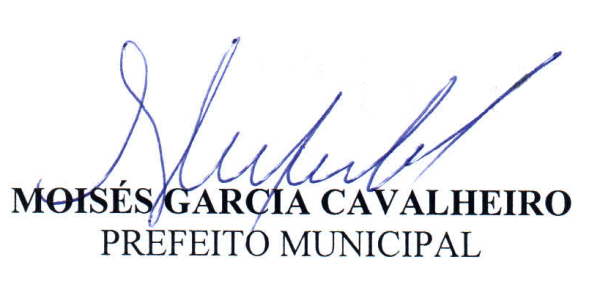 MOISÉS GARCIA CAVALHEIRO
PREFEITO MUNICIPAL